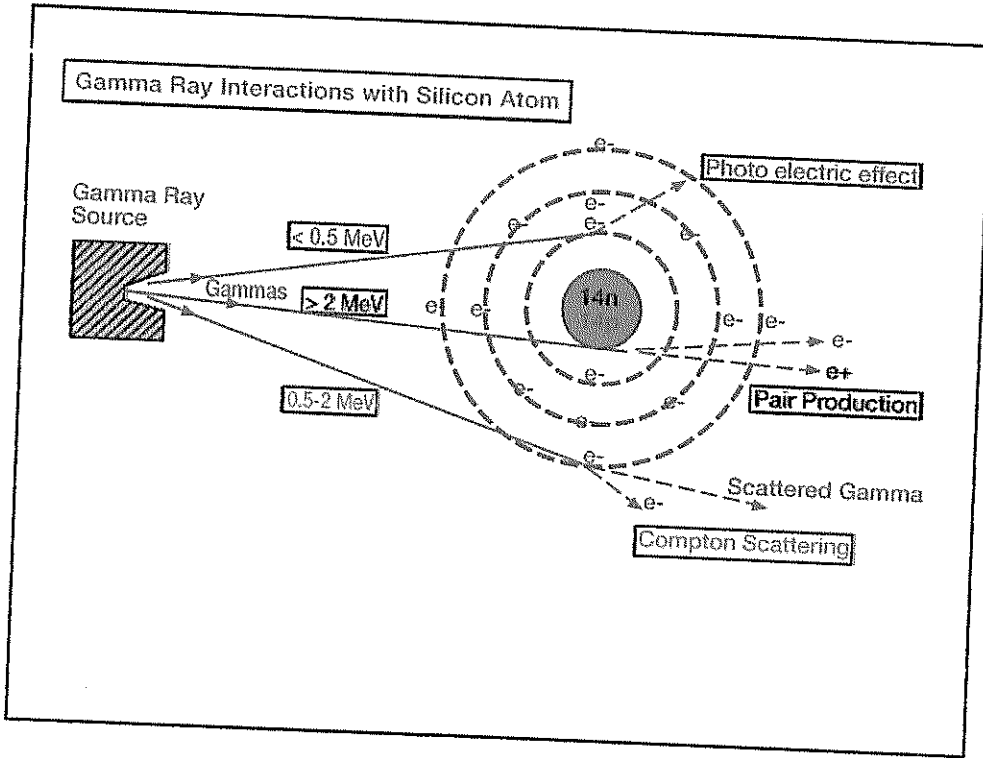 Gamma Ray Interactions with Silicon Atom
Gamma Ray
Source
< 0.5 MeV
Gammas
> 2 MeV
0.5-2 MeV
e-
Photo electric effect
e-
e-
e-
e-
e
e-
14n
e-
e-
e-
e+
e-
e-
e-
e-
Pair Production
e-
e-
Scattered Gamma
e-
Compton Scattering